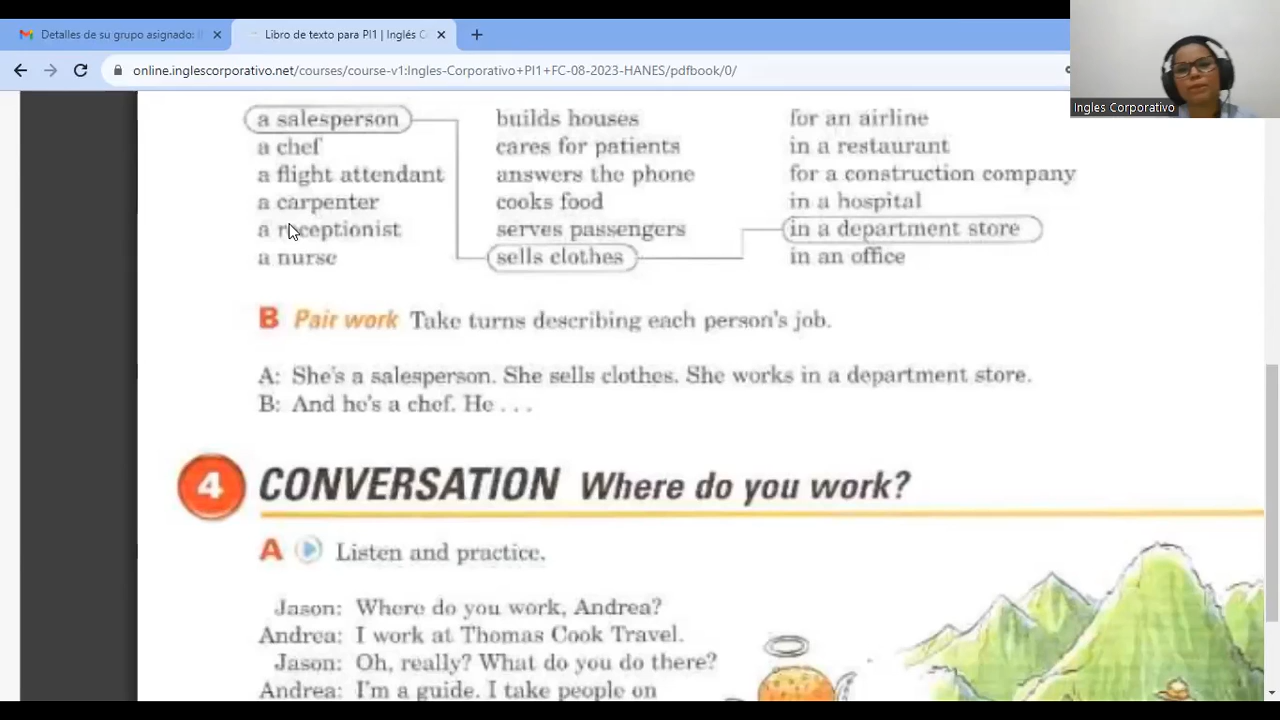 Detalles de su grupo asignado:
Libro de texto para PI1 | Inglés C
online.inglescorporativo.net/courses/course-v1:Ingles-Corporativo+PI1+FC-08-2023-HANES/pdfbook/0/
Ingles Corporativo
a salesperson builds houses for an airline
a chef cares for patients in a restaurant
a flight attendant answers the phone for a construction company
a carpenter cooks food in a hospital
a receptionist serves passengers in a department store
a nurse sells clothes in an office
B Pair work Take turns describing each person's job.
A: She's a salesperson. She sells clothes. She works in a department store.
B: And he's a chef. He . . .
4 CONVERSATION Where do you work?
A Listen and practice.
Jason: Where do you work, Andrea?
Andrea: I work at Thomas Cook Travel.
Jason: Oh, really? What do you do there?
Andrea: I'm a guide. I take people on